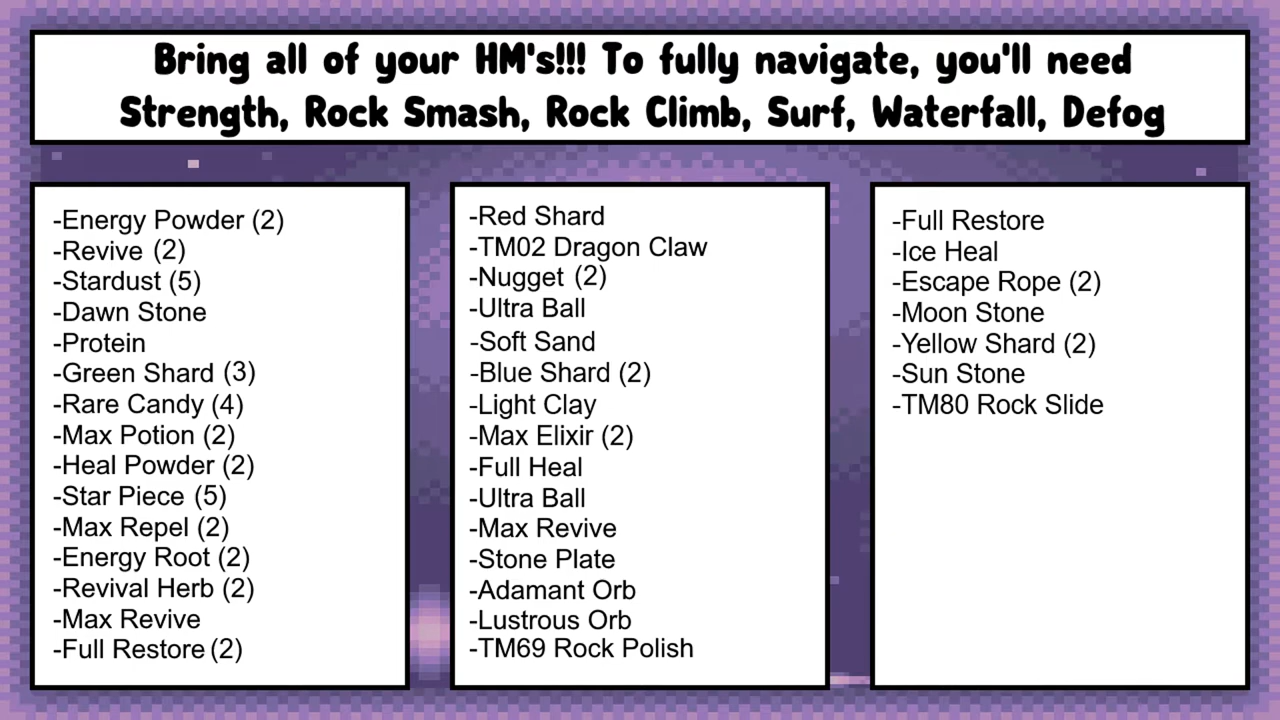 Bring all of your HM's!!! To fully navigate, you'll need
Strength, Rock Smash, Rock Climb, Surf, Waterfall, Defog
-Energy Powder (2)
-Revive (2)
-Stardust (5)
-Dawn Stone
-Protein
-Green Shard (3)
-Rare Candy (4)
-Max Potion (2)
-Heal Powder (2)
-Star Piece (5)
-Max Repel (2)
-Energy Root (2)
-Revival Herb (2)
-Max Revive
-Full Restore (2)
-Red Shard
-TM02 Dragon Claw
-Nugget (2)
-Ultra Ball
-Soft Sand
-Blue Shard (2)
-Light Clay
-Max Elixir (2)
-Full Heal
-Ultra Ball
-Max Revive
-Stone Plate
-Adamant Orb
-Lustrous Orb
-TM69 Rock Polish
-Full Restore
-Ice Heal
-Escape Rope (2)
-Moon Stone
-Yellow Shard (2)
-Sun Stone
-TM80 Rock Slide